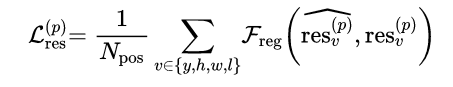 $\mathcal{L}_{\text{res}}^{(p)} = \frac{1}{N_{\text{pos}}} \sum_{v \in \{y,h,w,l\}} \mathcal{F}_{\text{reg}}\left(\widehat{\text{res}_v^{(p)}}, \text{res}_v^{(p)}\right)$